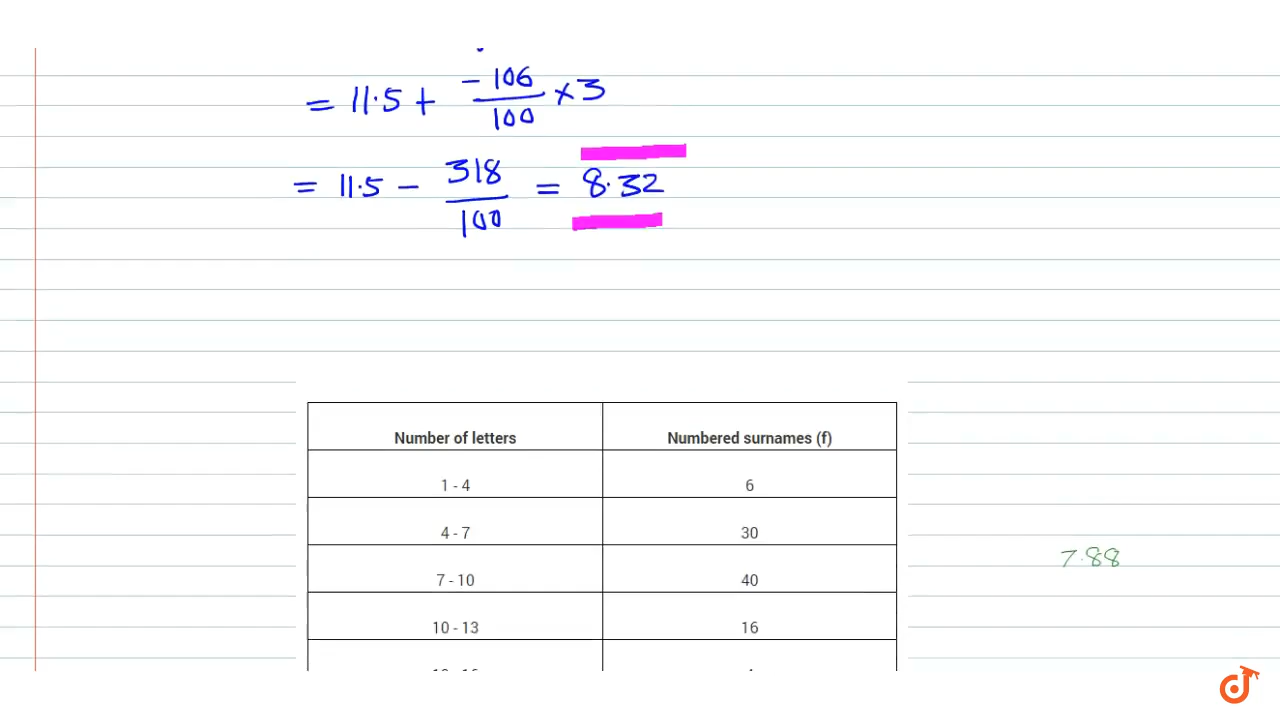 = 11.5 + -106/100 × 3
= 11.5 - 318/100 = 8.32
Number of letters Numbered surnames (f)
1 - 4 6
4 - 7 30
7 - 10 40
10 - 13 16
7.88